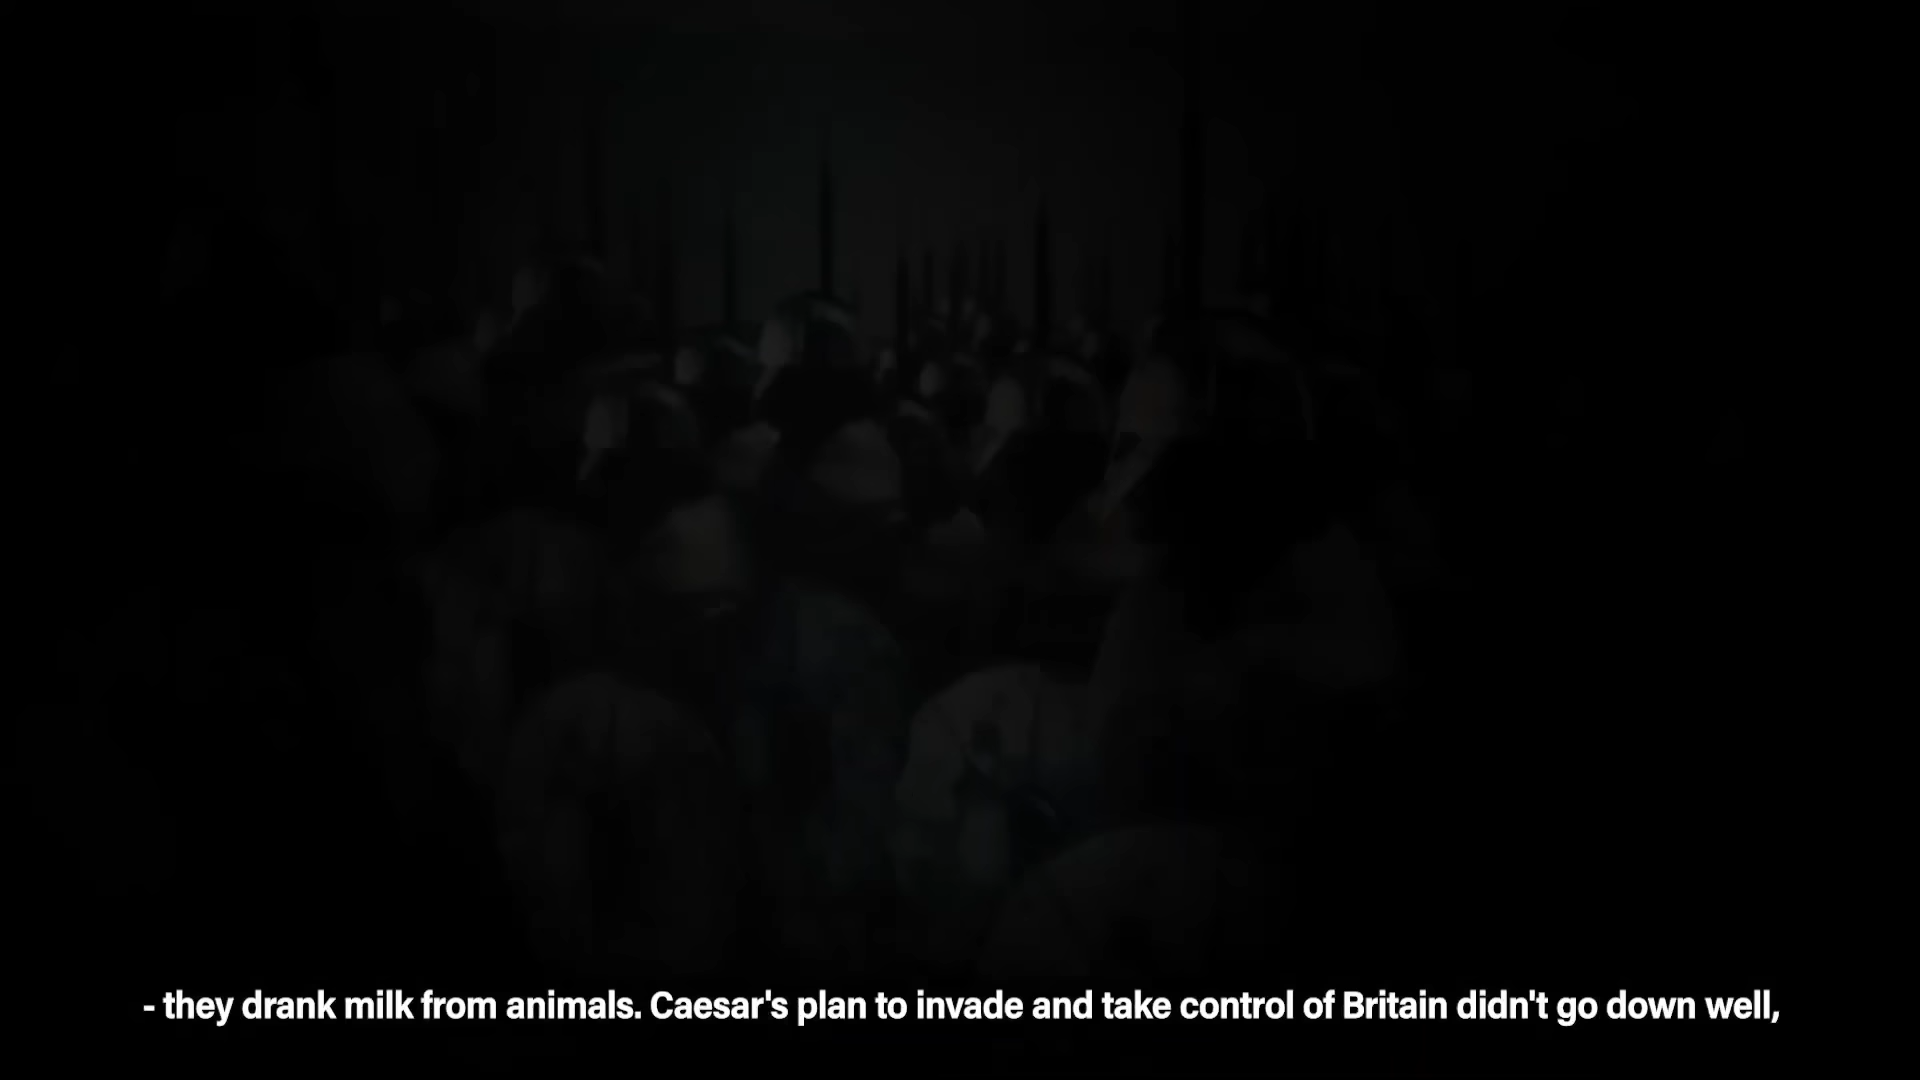 - they drank milk from animals. Caesar's plan to invade and take control of Britain didn't go down well,